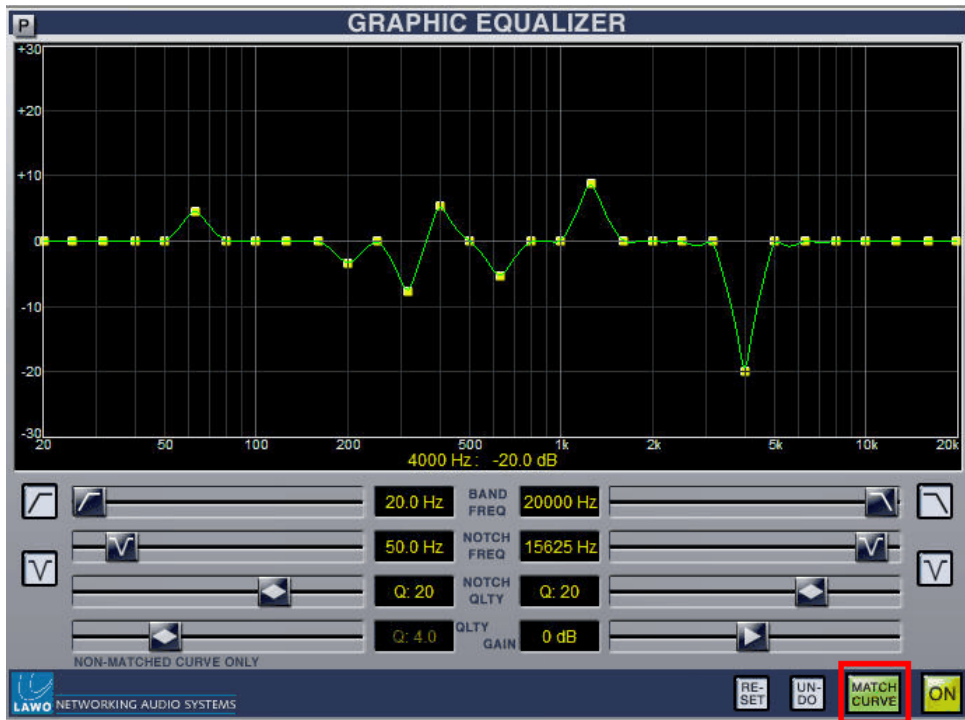 P
GRAPHIC EQUALIZER
+30
+20
+10
0
-10
-20
-30
20 50 100 200 500 1k 2k 5k 10k 20k
4000 Hz: -20.0 dB
20.0 Hz BAND FREQ 20000 Hz
50.0 Hz NOTCH FREQ 15625 Hz
Q: 20 NOTCH QLTY Q: 20
Q: 4.0 QLTY GAIN 0 dB
NON-MATCHED CURVE ONLY
LAWO NETWORKING AUDIO SYSTEMS
RE-
SET
UN-
DO
MATCH
CURVE
ON